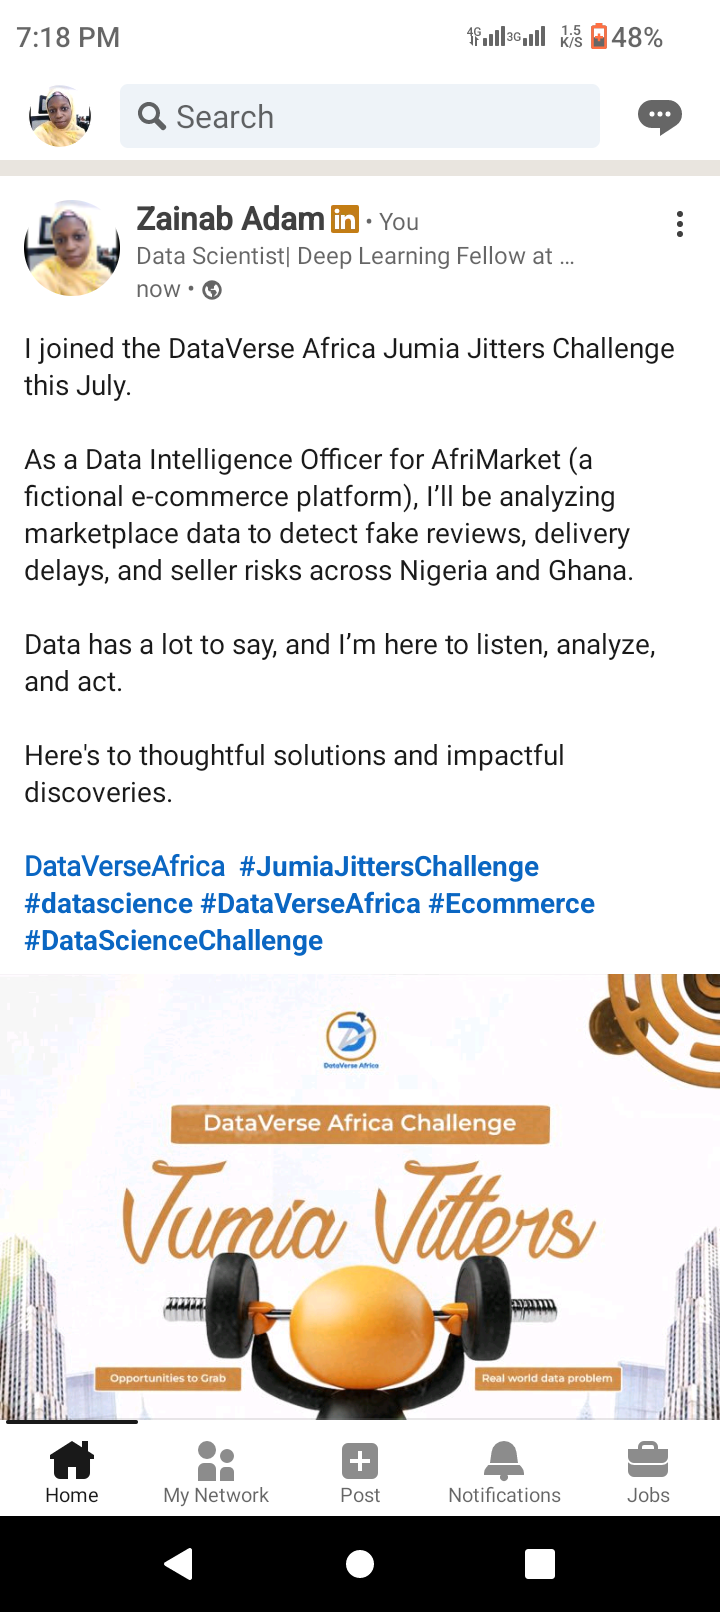 7:18 PM
4G 3G 1.5 K/S 48%
Search
Zainab Adam in • You
Data Scientist| Deep Learning Fellow at ...
now •
I joined the DataVerse Africa Jumia Jitters Challenge
this July.
As a Data Intelligence Officer for AfriMarket (a
fictional e-commerce platform), I’ll be analyzing
marketplace data to detect fake reviews, delivery
delays, and seller risks across Nigeria and Ghana.
Data has a lot to say, and I’m here to listen, analyze,
and act.
Here's to thoughtful solutions and impactful
discoveries.
DataVerseAfrica #JumiaJittersChallenge
#datascience #DataVerseAfrica #Ecommerce
#DataScienceChallenge
DataVerse Africa
DataVerse Africa Challenge
Jumia Jitters
Opportunities to Grab
Real world data problem
Home
My Network
Post
Notifications
Jobs